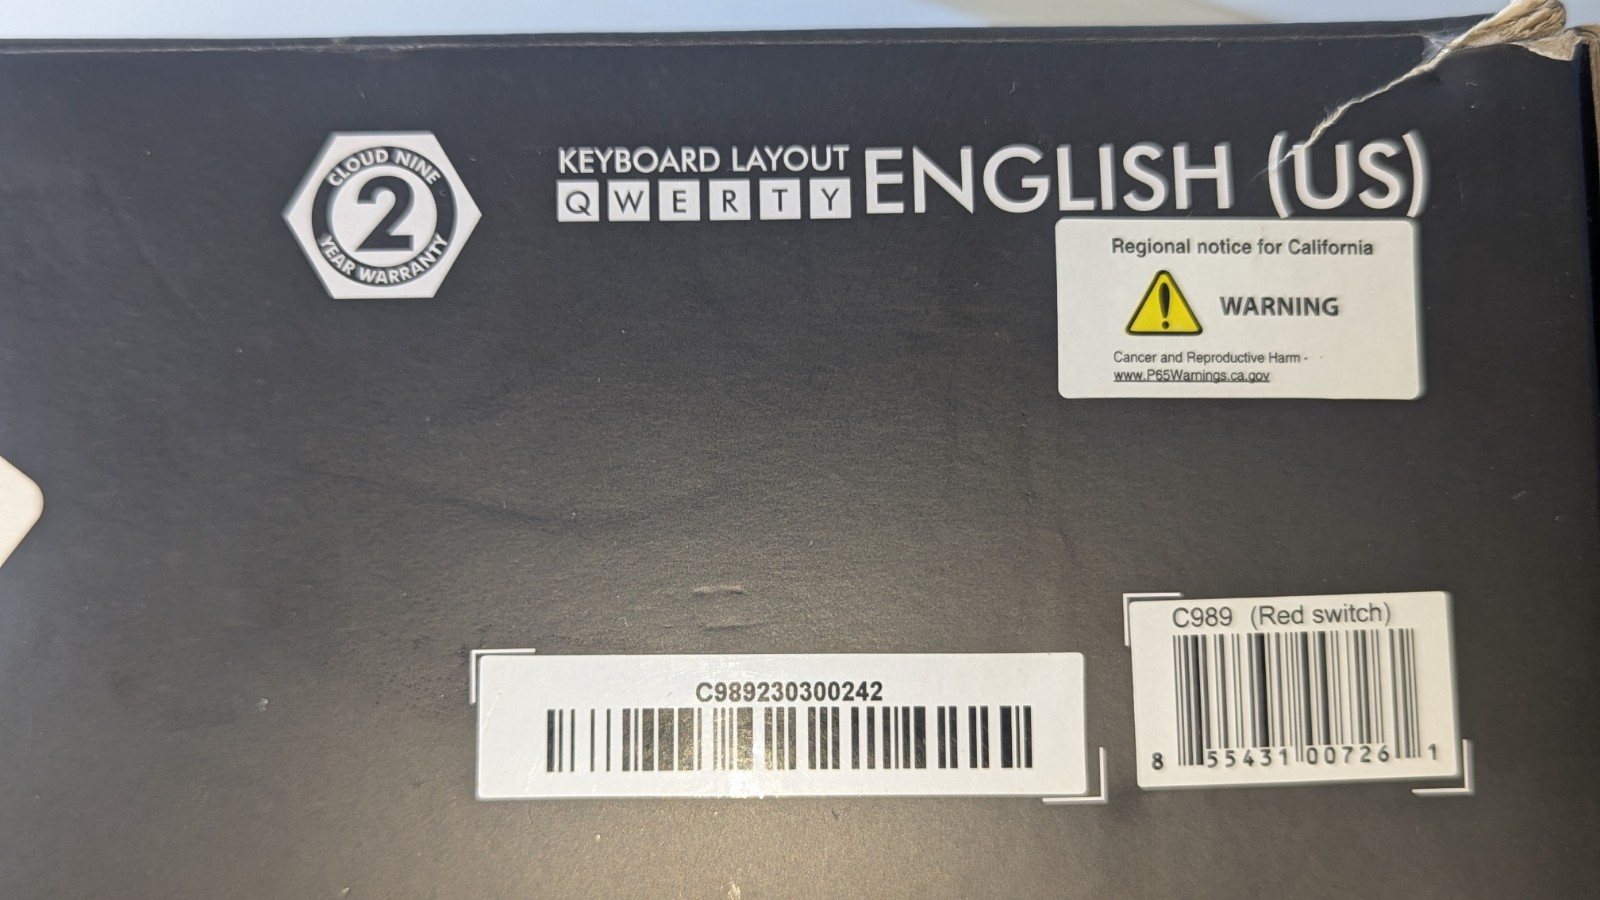 CLOUD NINE
2
YEAR WARRANTY
KEYBOARD LAYOUT
QWERTY
ENGLISH (US)
Regional notice for California
WARNING
Cancer and Reproductive Harm -
www.P65Warnings.ca.gov
C989 (Red switch)
8 55431 00726 1
C989230300242